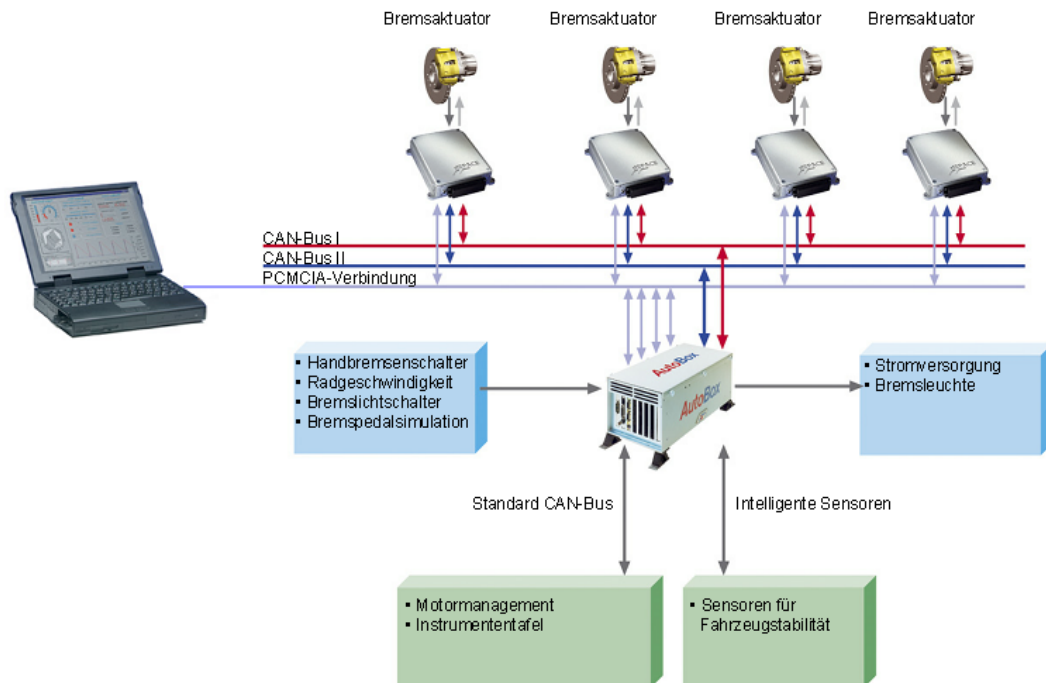 Bremsaktuator
Bremsaktuator
Bremsaktuator
Bremsaktuator
CAN-Bus I
CAN-Bus II
PCMCIA-Verbindung
▪ Handbremsenschalter
▪ Radgeschwindigkeit
▪ Bremslichtschalter
▪ Bremspedalsimulation
AutoBox
AutoBox
▪ Stromversorgung
▪ Bremsleuchte
Standard CAN-Bus
Intelligente Sensoren
▪ Motormanagement
▪ Instrumententafel
▪ Sensoren für
Fahrzeugstabilität